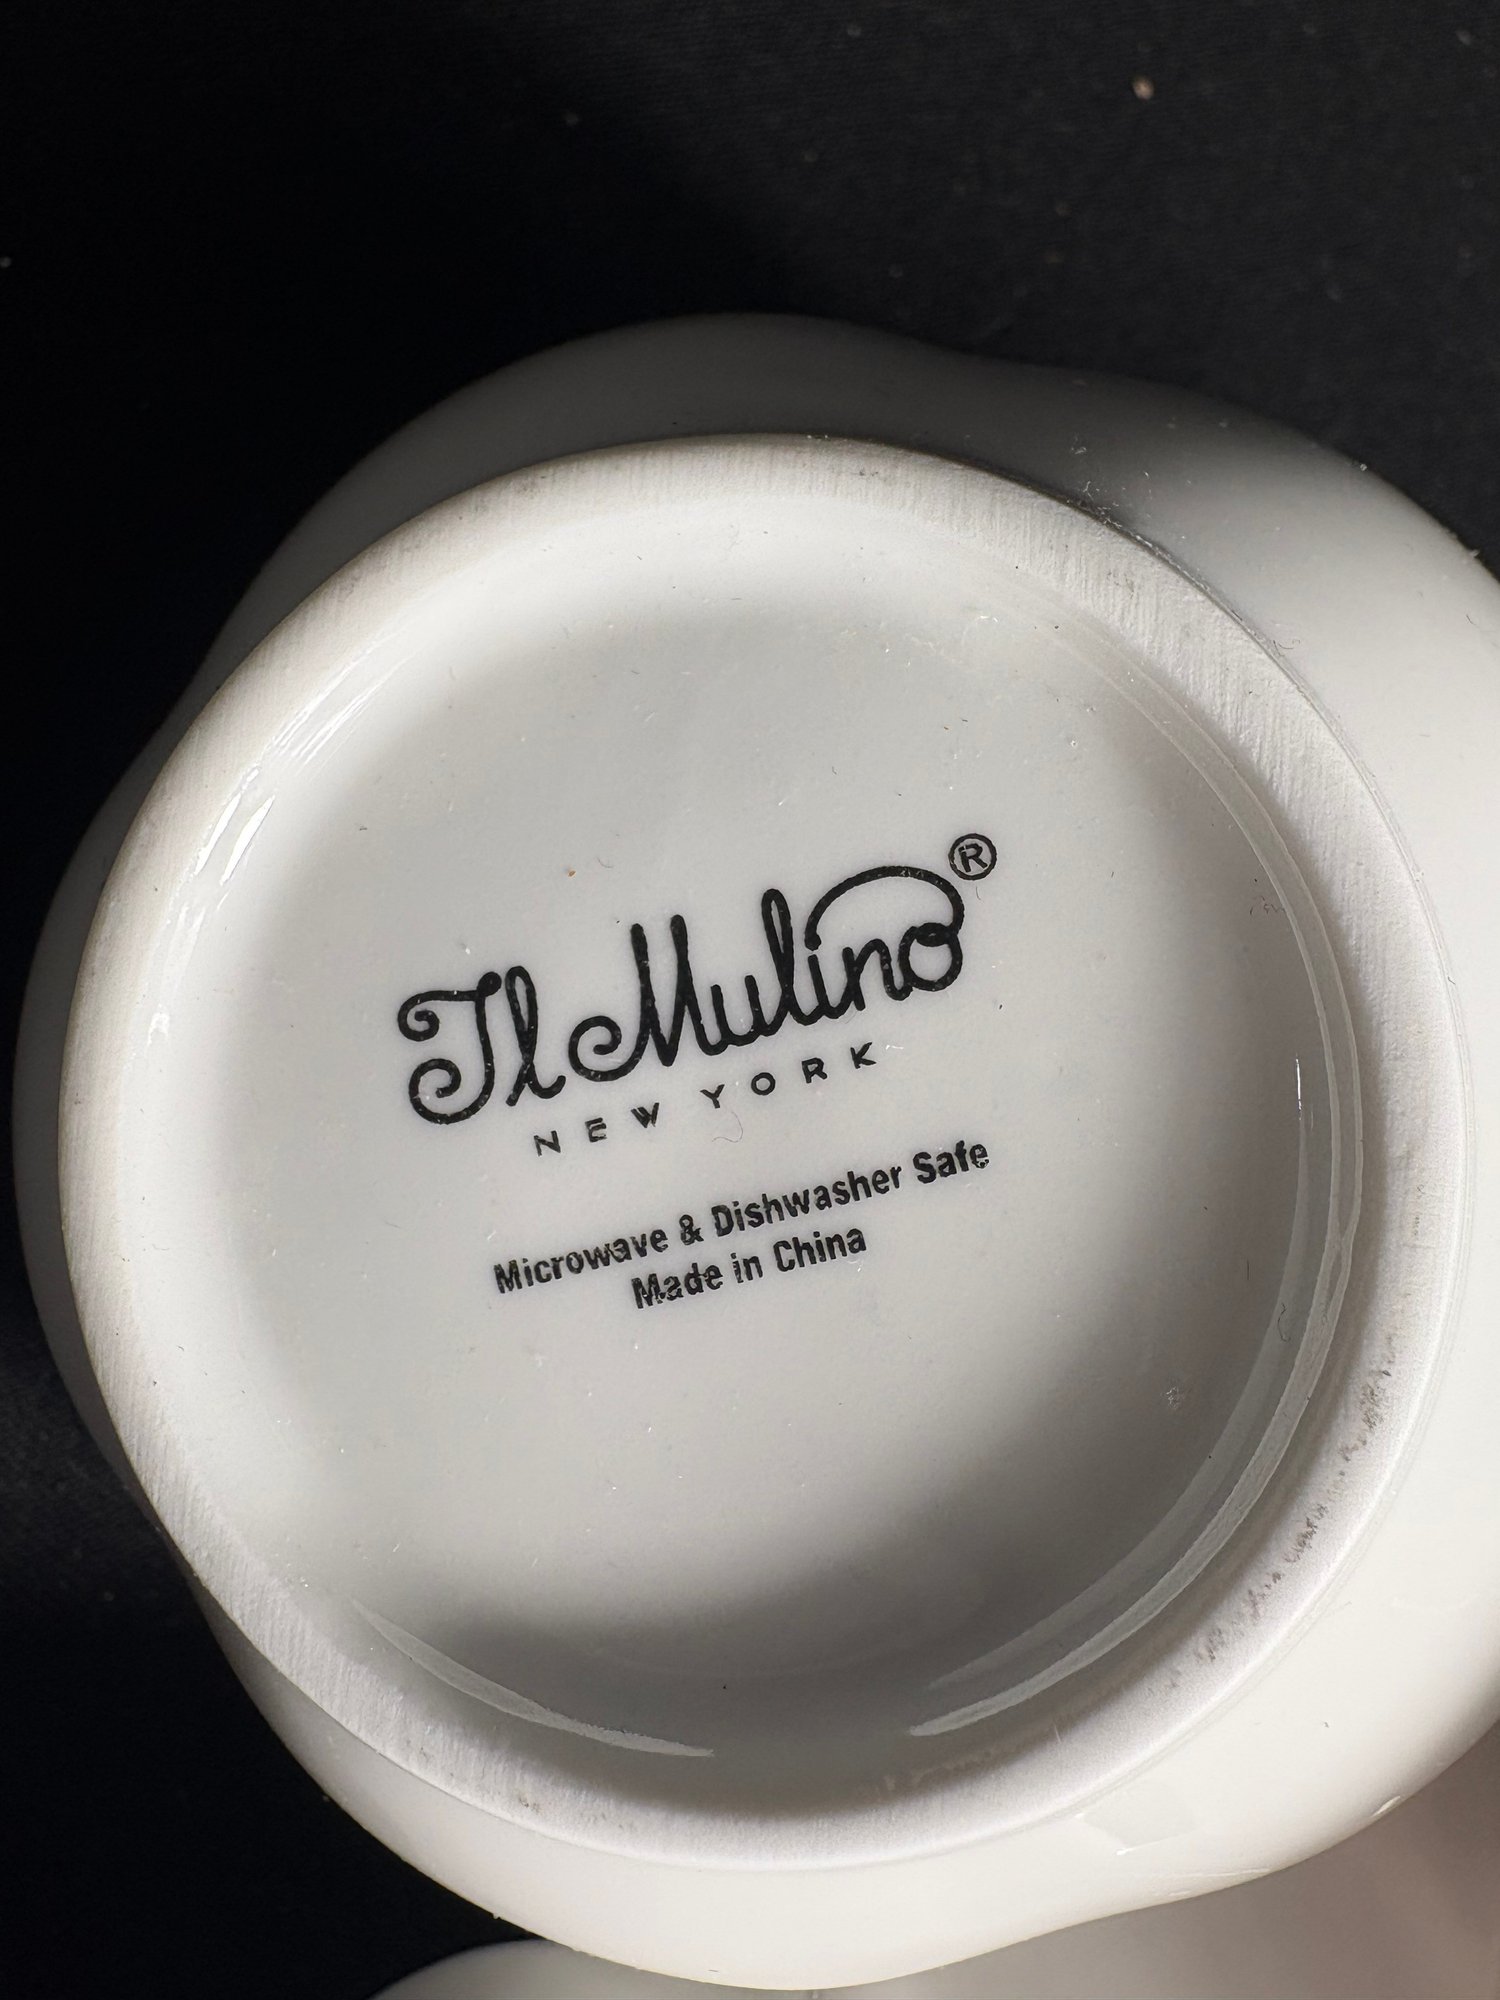 Il Mulino®
NEW YORK
Microwave & Dishwasher Safe
Made in China